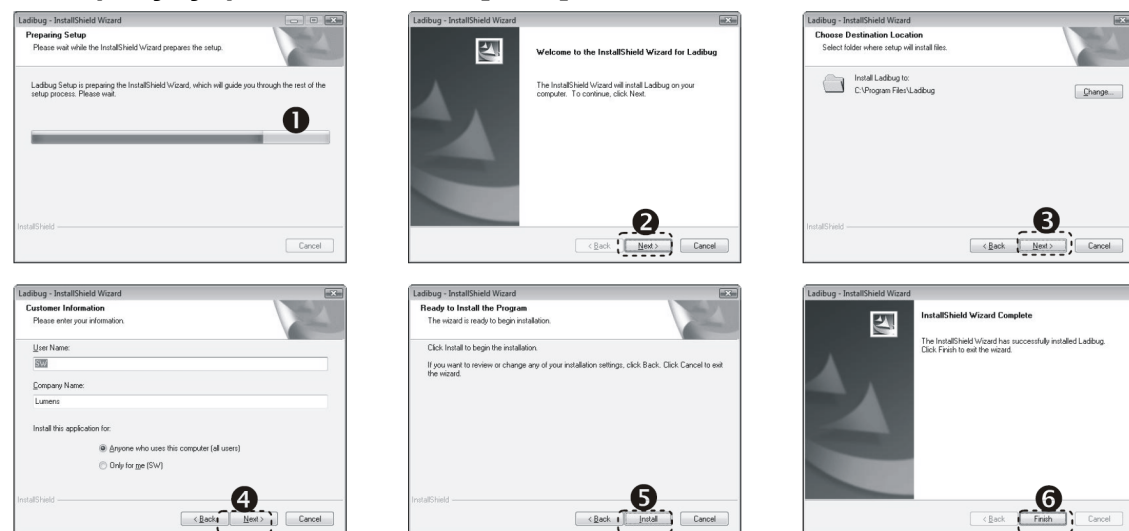 Ladibug - InstallShield Wizard
Preparing Setup
Please wait while the InstallShield Wizard prepares the setup.
Ladibug Setup is preparing the InstallShield Wizard, which will guide you through the rest of the
setup process. Please wait.
1
InstallShield
Cancel
Ladibug - InstallShield Wizard
Welcome to the InstallShield Wizard for Ladibug
The InstallShield Wizard will install Ladibug on your
computer. To continue, click Next.
2
< Back Next > Cancel
Ladibug - InstallShield Wizard
Choose Destination Location
Select folder where setup will install files.
Install Ladibug to:
C:\Program Files\Ladibug
Change...
InstallShield
3
< Back Next > Cancel
Ladibug - InstallShield Wizard
Customer Information
Please enter your information.
User Name:
SW
Company Name:
Lumens
Install this application for:
Anyone who uses this computer (all users)
Only for me (SW)
InstallShield
4
< Back Next > Cancel
Ladibug - InstallShield Wizard
Ready to Install the Program
The wizard is ready to begin installation.
Click Install to begin the installation.
If you want to review or change any of your installation settings, click Back. Click Cancel to exit
the wizard.
InstallShield
5
< Back Install Cancel
Ladibug - InstallShield Wizard
InstallShield Wizard Complete
The InstallShield Wizard has successfully installed Ladibug.
Click Finish to exit the wizard.
6
< Back Finish Cancel